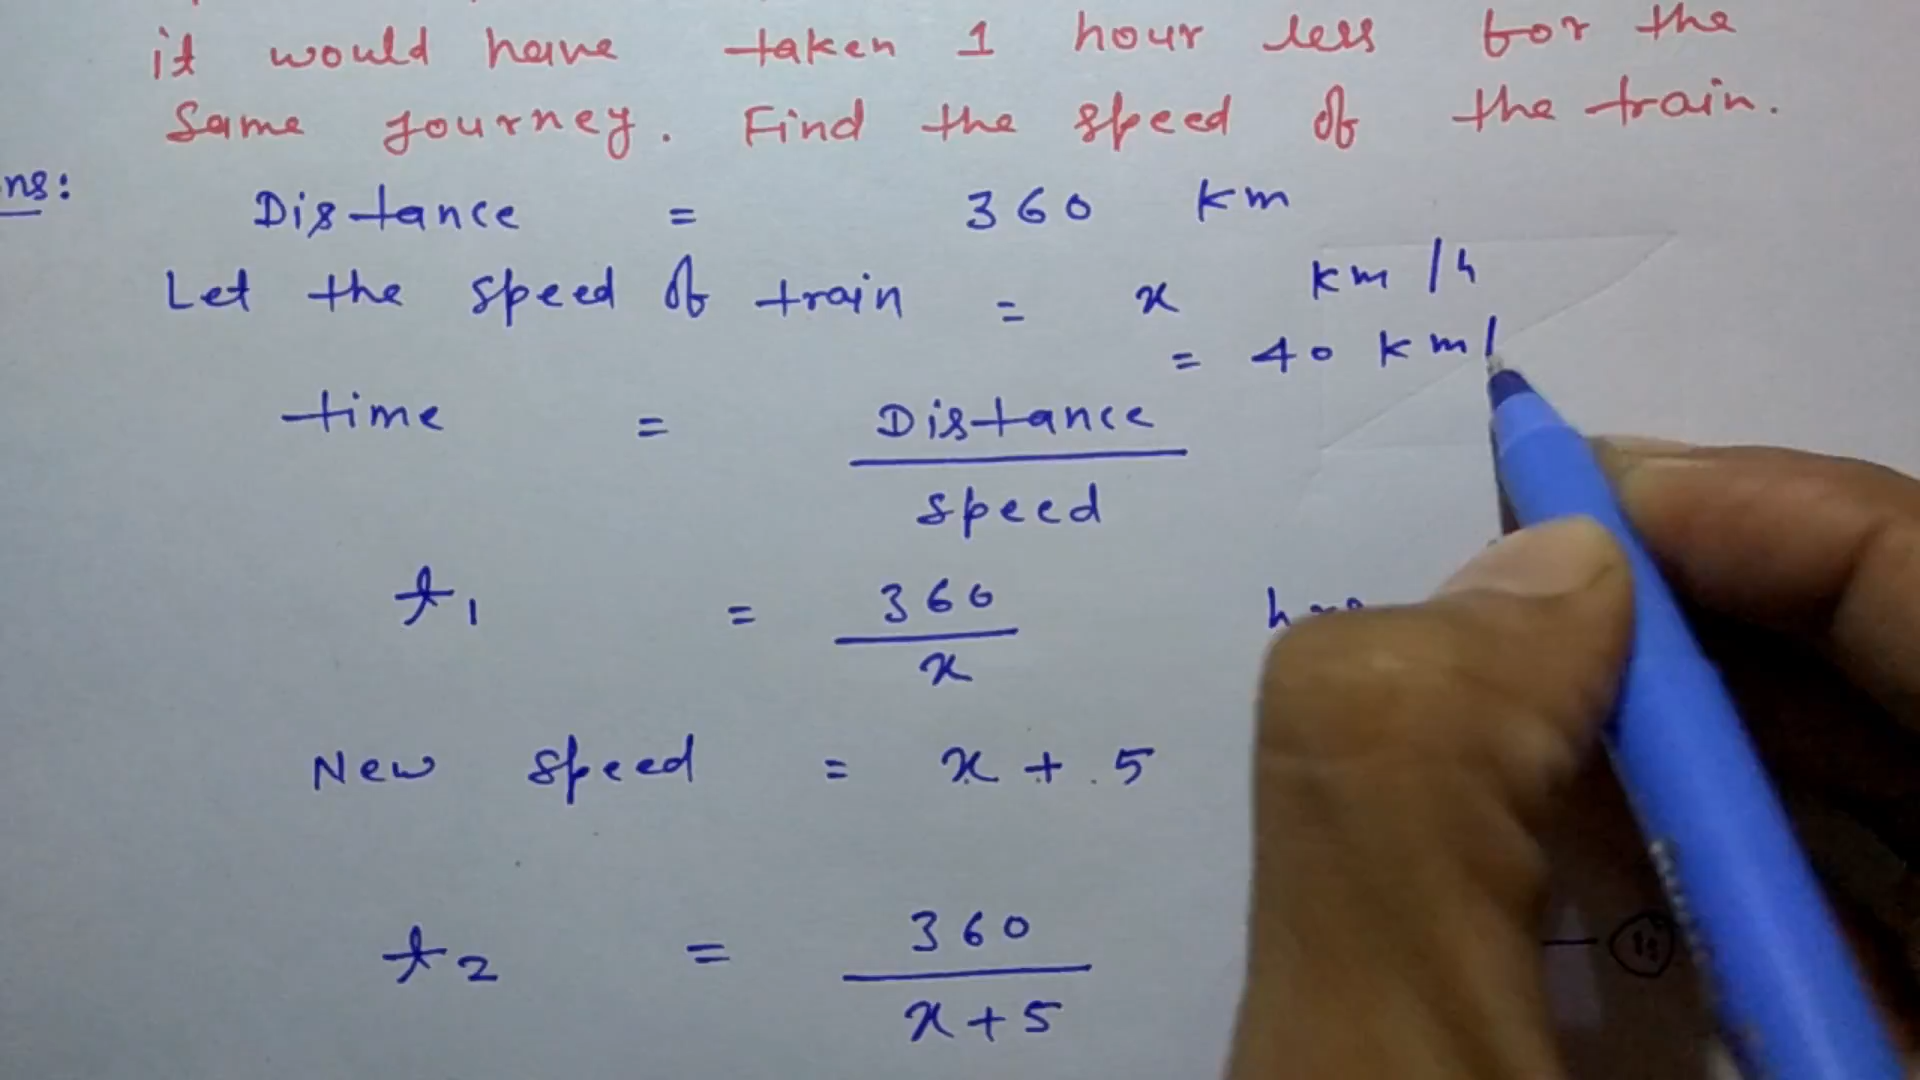 it would have taken 1 hour less for the
Same journey. Find the speed of the train.
ns:
Distance = 360 km
Let the speed of train = x km/h
= 40 km/
time = Distance
speed
t1 = 360
x
New speed = x + 5
t2 = 360
x+5